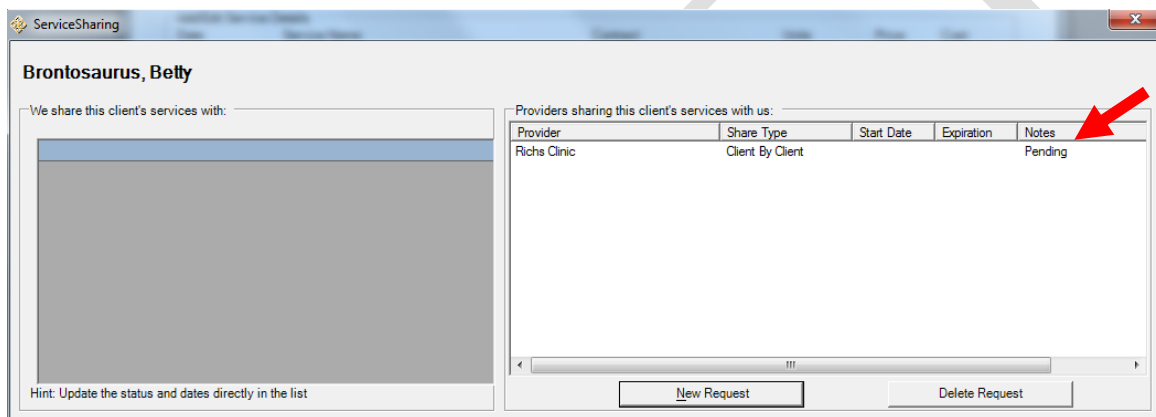 ServiceSharing
Brontosaurus, Betty
We share this client's services with:
Hint: Update the status and dates directly in the list
Providers sharing this client's services with us:
Provider Share Type Start Date Expiration Notes
Richs Clinic Client By Client Pending
New Request Delete Request